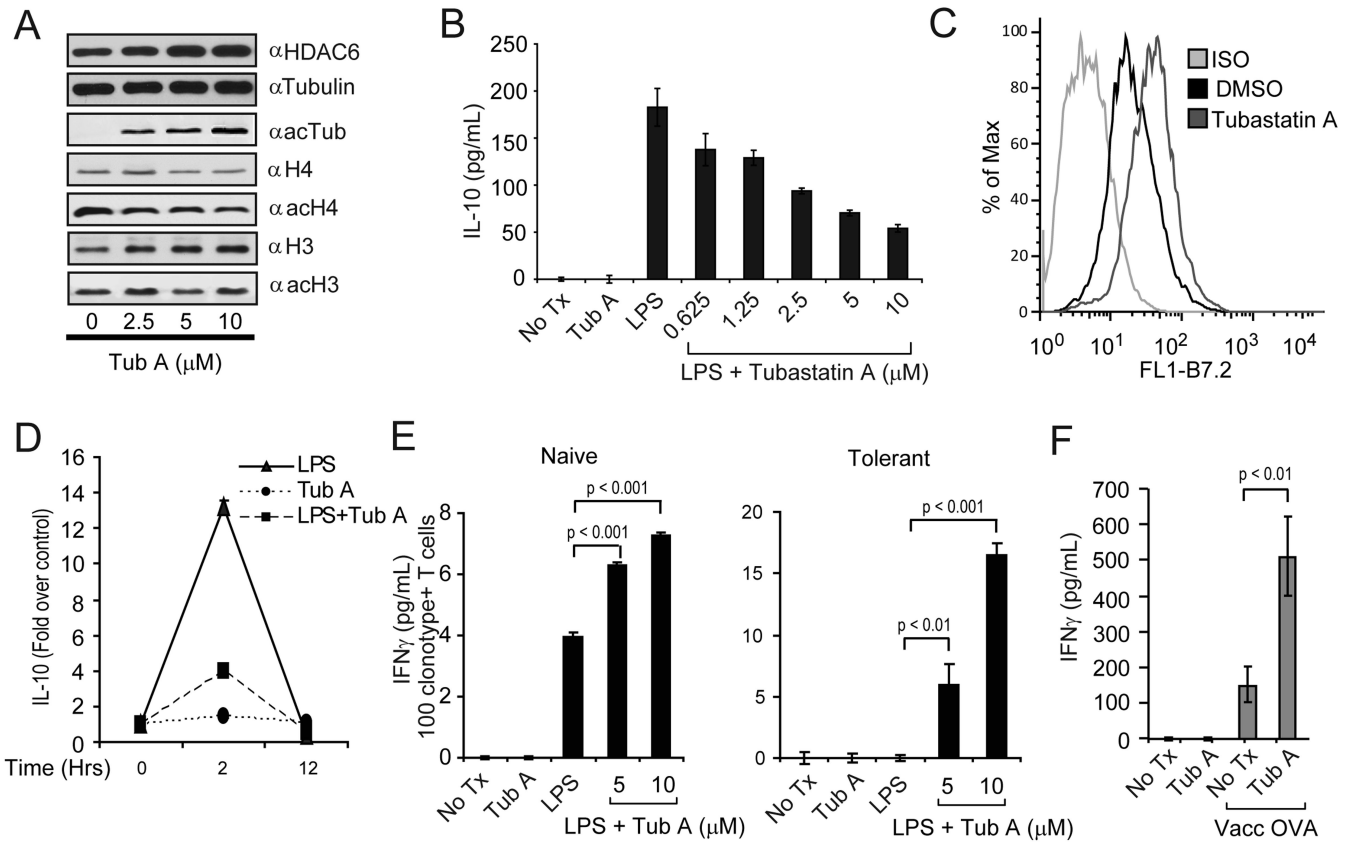 A
αHDAC6
αTubulin
αacTub
α H4
α acH4
α H3
α acH3
0 2.5 5 10
Tub A (μM)
B
IL-10 (pg/mL)
250
200
150
100
50
0
No Tx
Tub A
LPS
0.625
1.25
2.5
5
10
LPS + Tubastatin A (μM)
C
% of Max
100
80
60
40
20
0
ISO
DMSO
Tubastatin A
10⁰ 10¹ 10² 10³ 10⁴
FL1-B7.2
D
IL-10 (Fold over control)
16
14
12
10
8
6
4
2
0
LPS
Tub A
LPS+Tub A
Time (Hrs) 0 2 12
E
Naive
IFNγ (pg/mL)
100 clonotype+ T cells
8
6
4
2
0
p < 0.001
p < 0.001
No Tx
Tub A
LPS
5 10
LPS + Tub A (μM)
Tolerant
20
15
10
5
0
p < 0.001
p < 0.01
No Tx
Tub A
LPS
5 10
LPS + Tub A (μM)
F
IFNγ (pg/mL)
700
600
500
400
300
200
100
0
p < 0.01
No Tx
Tub A
No Tx
Tub A
Vacc OVA